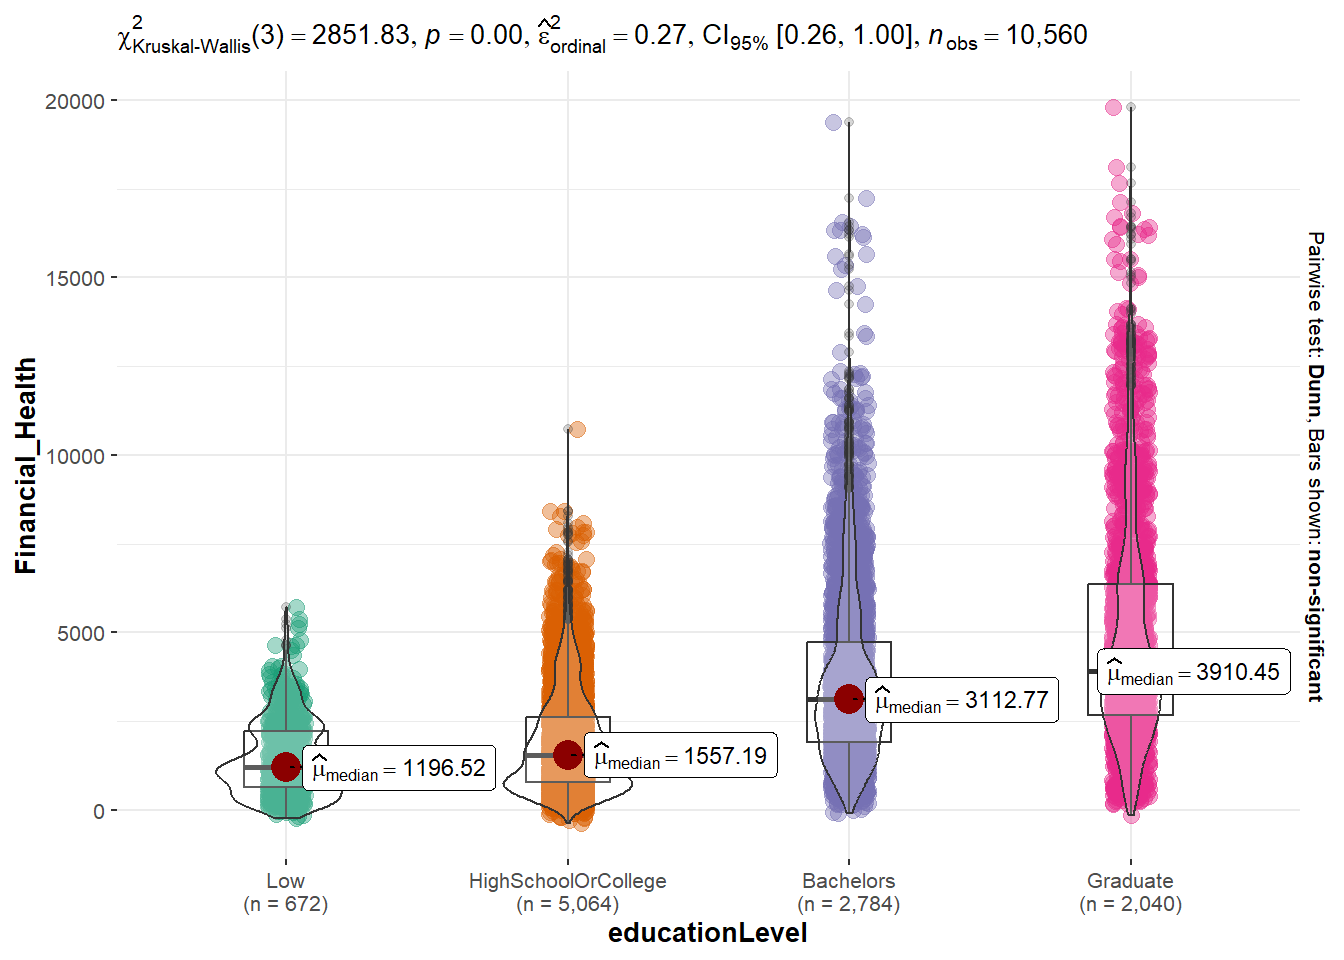 χ²Kruskal-Wallis(3) = 2851.83, p = 0.00, ε̂²ordinal = 0.27, CI95% [0.26, 1.00], nobs = 10,560
20000
15000
10000
5000
0
Financial_Health
μ̂median = 1196.52
μ̂median = 1557.19
μ̂median = 3112.77
μ̂median = 3910.45
Pairwise test: Dunn, Bars shown: non-significant
Low
(n = 672)
HighSchoolOrCollege
(n = 5,064)
Bachelors
(n = 2,784)
Graduate
(n = 2,040)
educationLevel